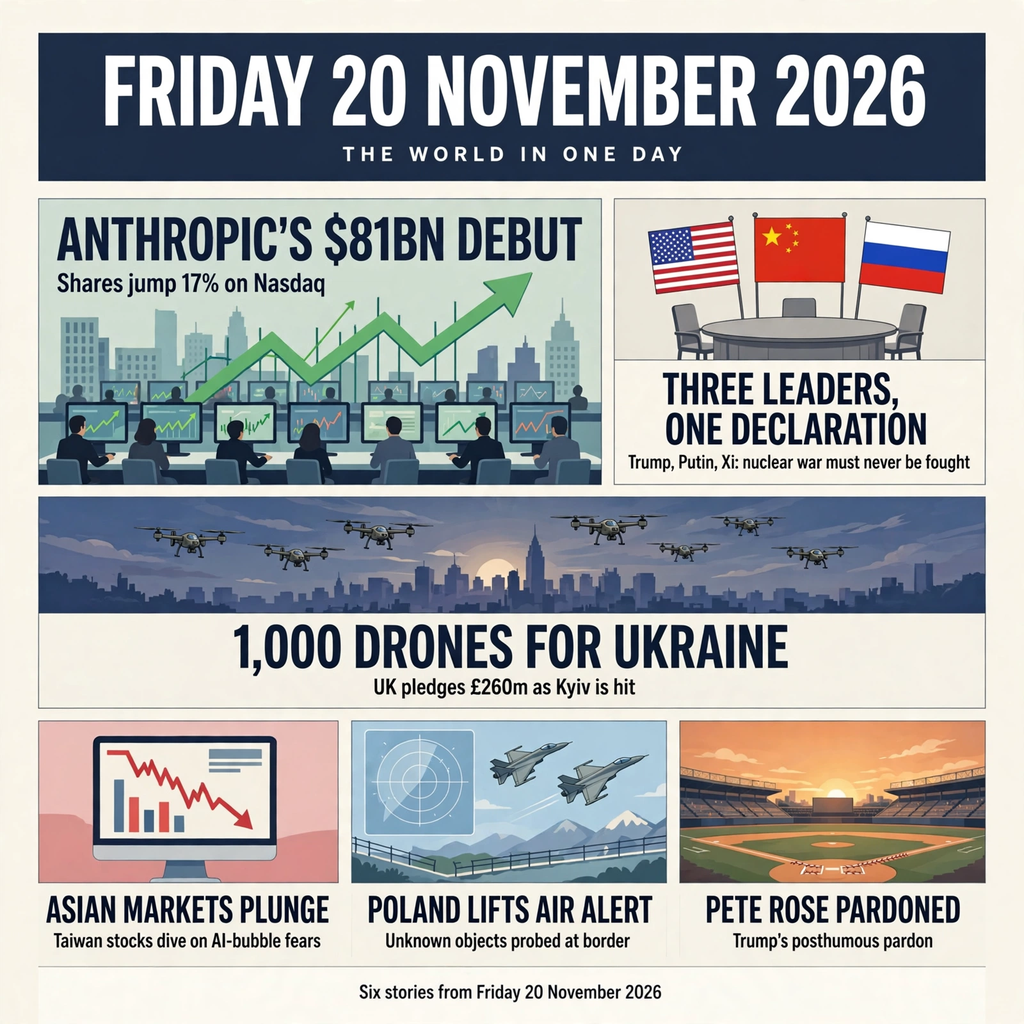 FRIDAY 20 NOVEMBER 2026
THE WORLD IN ONE DAY
ANTHROPIC'S $81BN DEBUT
Shares jump 17% on Nasdaq
THREE LEADERS,
ONE DECLARATION
Trump, Putin, Xi: nuclear war must never be fought
1,000 DRONES FOR UKRAINE
UK pledges £260m as Kyiv is hit
ASIAN MARKETS PLUNGE
Taiwan stocks dive on AI-bubble fears
POLAND LIFTS AIR ALERT
Unknown objects probed at border
PETE ROSE PARDONED
Trump's posthumous pardon
Six stories from Friday 20 November 2026